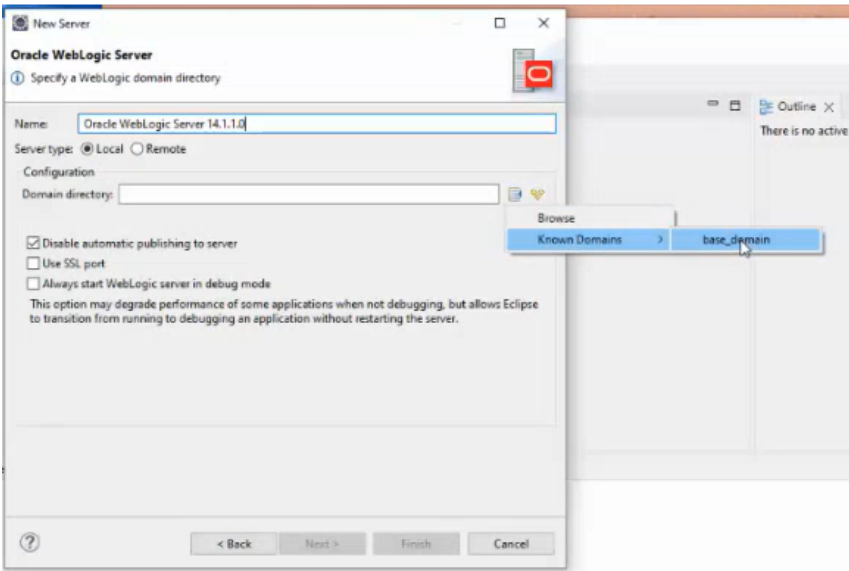 New Server
Oracle WebLogic Server
Specify a WebLogic domain directory
Name: Oracle WebLogic Server 14.1.1.0
Server type: Local Remote
Configuration
Domain directory:
Browse
Known Domains
base_domain
Disable automatic publishing to server
Use SSL port
Always start WebLogic server in debug mode
This option may degrade performance of some applications when not debugging, but allows Eclipse
to transition from running to debugging an application without restarting the server.
? < Back Next > Finish Cancel
Outline
There is no active